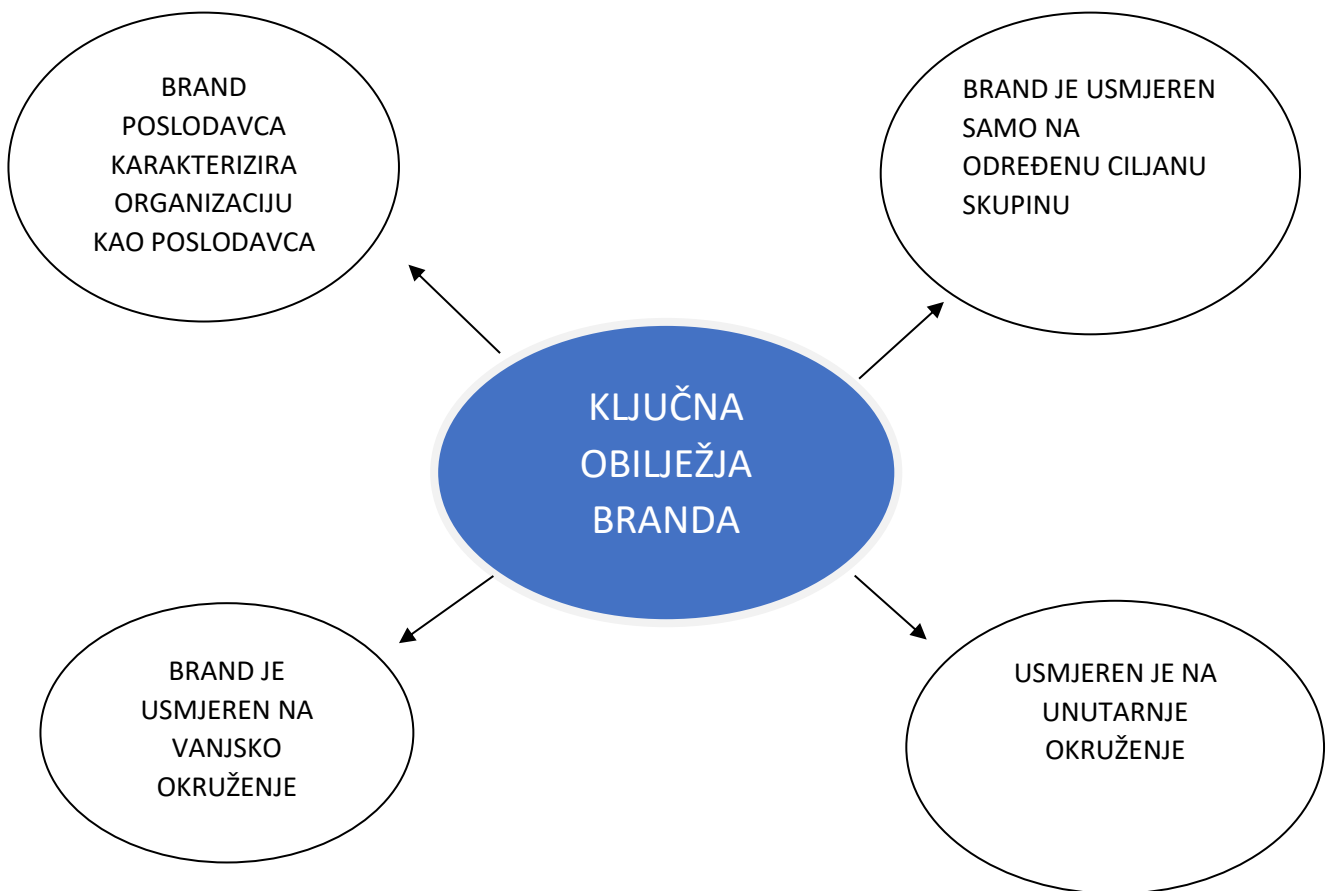 BRAND
POSLODAVCA
KARAKTERIZIRA
ORGANIZACIJU
KAO POSLODAVCA
BRAND JE USMJEREN
SAMO NA
ODREĐENU CILJANU
SKUPINU
KLJUČNA
OBILJEŽJA
BRANDA
BRAND JE
USMJEREN NA
VANJSKO
OKRUŽENJE
USMJEREN JE NA
UNUTARNJE
OKRUŽENJE